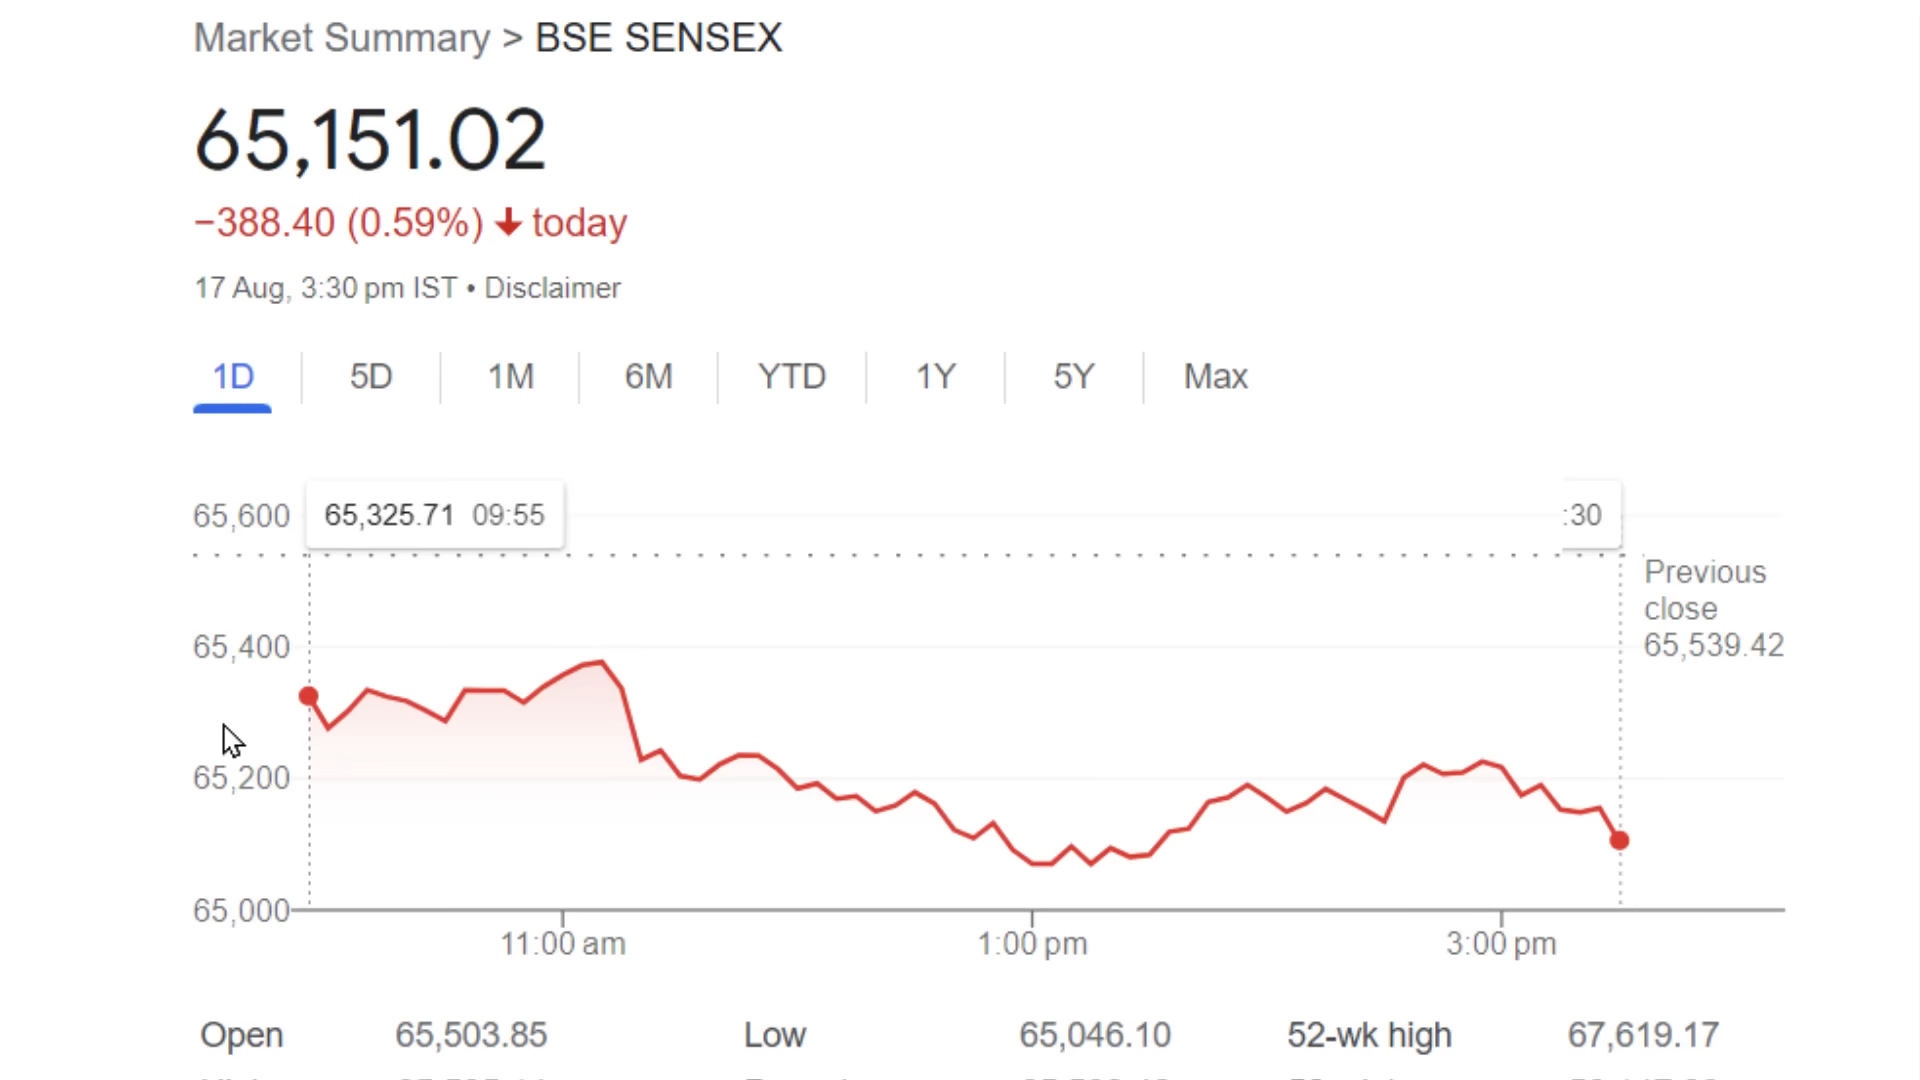 Market Summary > BSE SENSEX
65,151.02
−388.40 (0.59%) ↓ today
17 Aug, 3:30 pm IST • Disclaimer
1D 5D 1M 6M YTD 1Y 5Y Max
65,600 65,325.71 09:55 :30
Previous
close
65,539.42
65,400
65,200
65,000
11:00 am 1:00 pm 3:00 pm
Open 65,503.85 Low 65,046.10 52-wk high 67,619.17